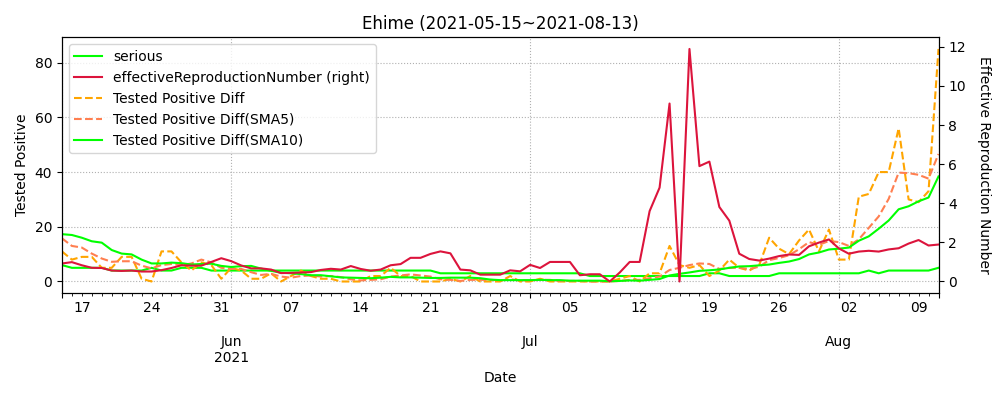 Ehime (2021-05-15~2021-08-13)
serious
effectiveReproductionNumber (right)
Tested Positive Diff
Tested Positive Diff(SMA5)
Tested Positive Diff(SMA10)
Tested Positive
80
60
40
20
0
Effective Reproduction Number
12
10
8
6
4
2
0
17 24 31 07 14 21 28 05 12 19 26 02 09
Jun Jul Aug
2021
Date